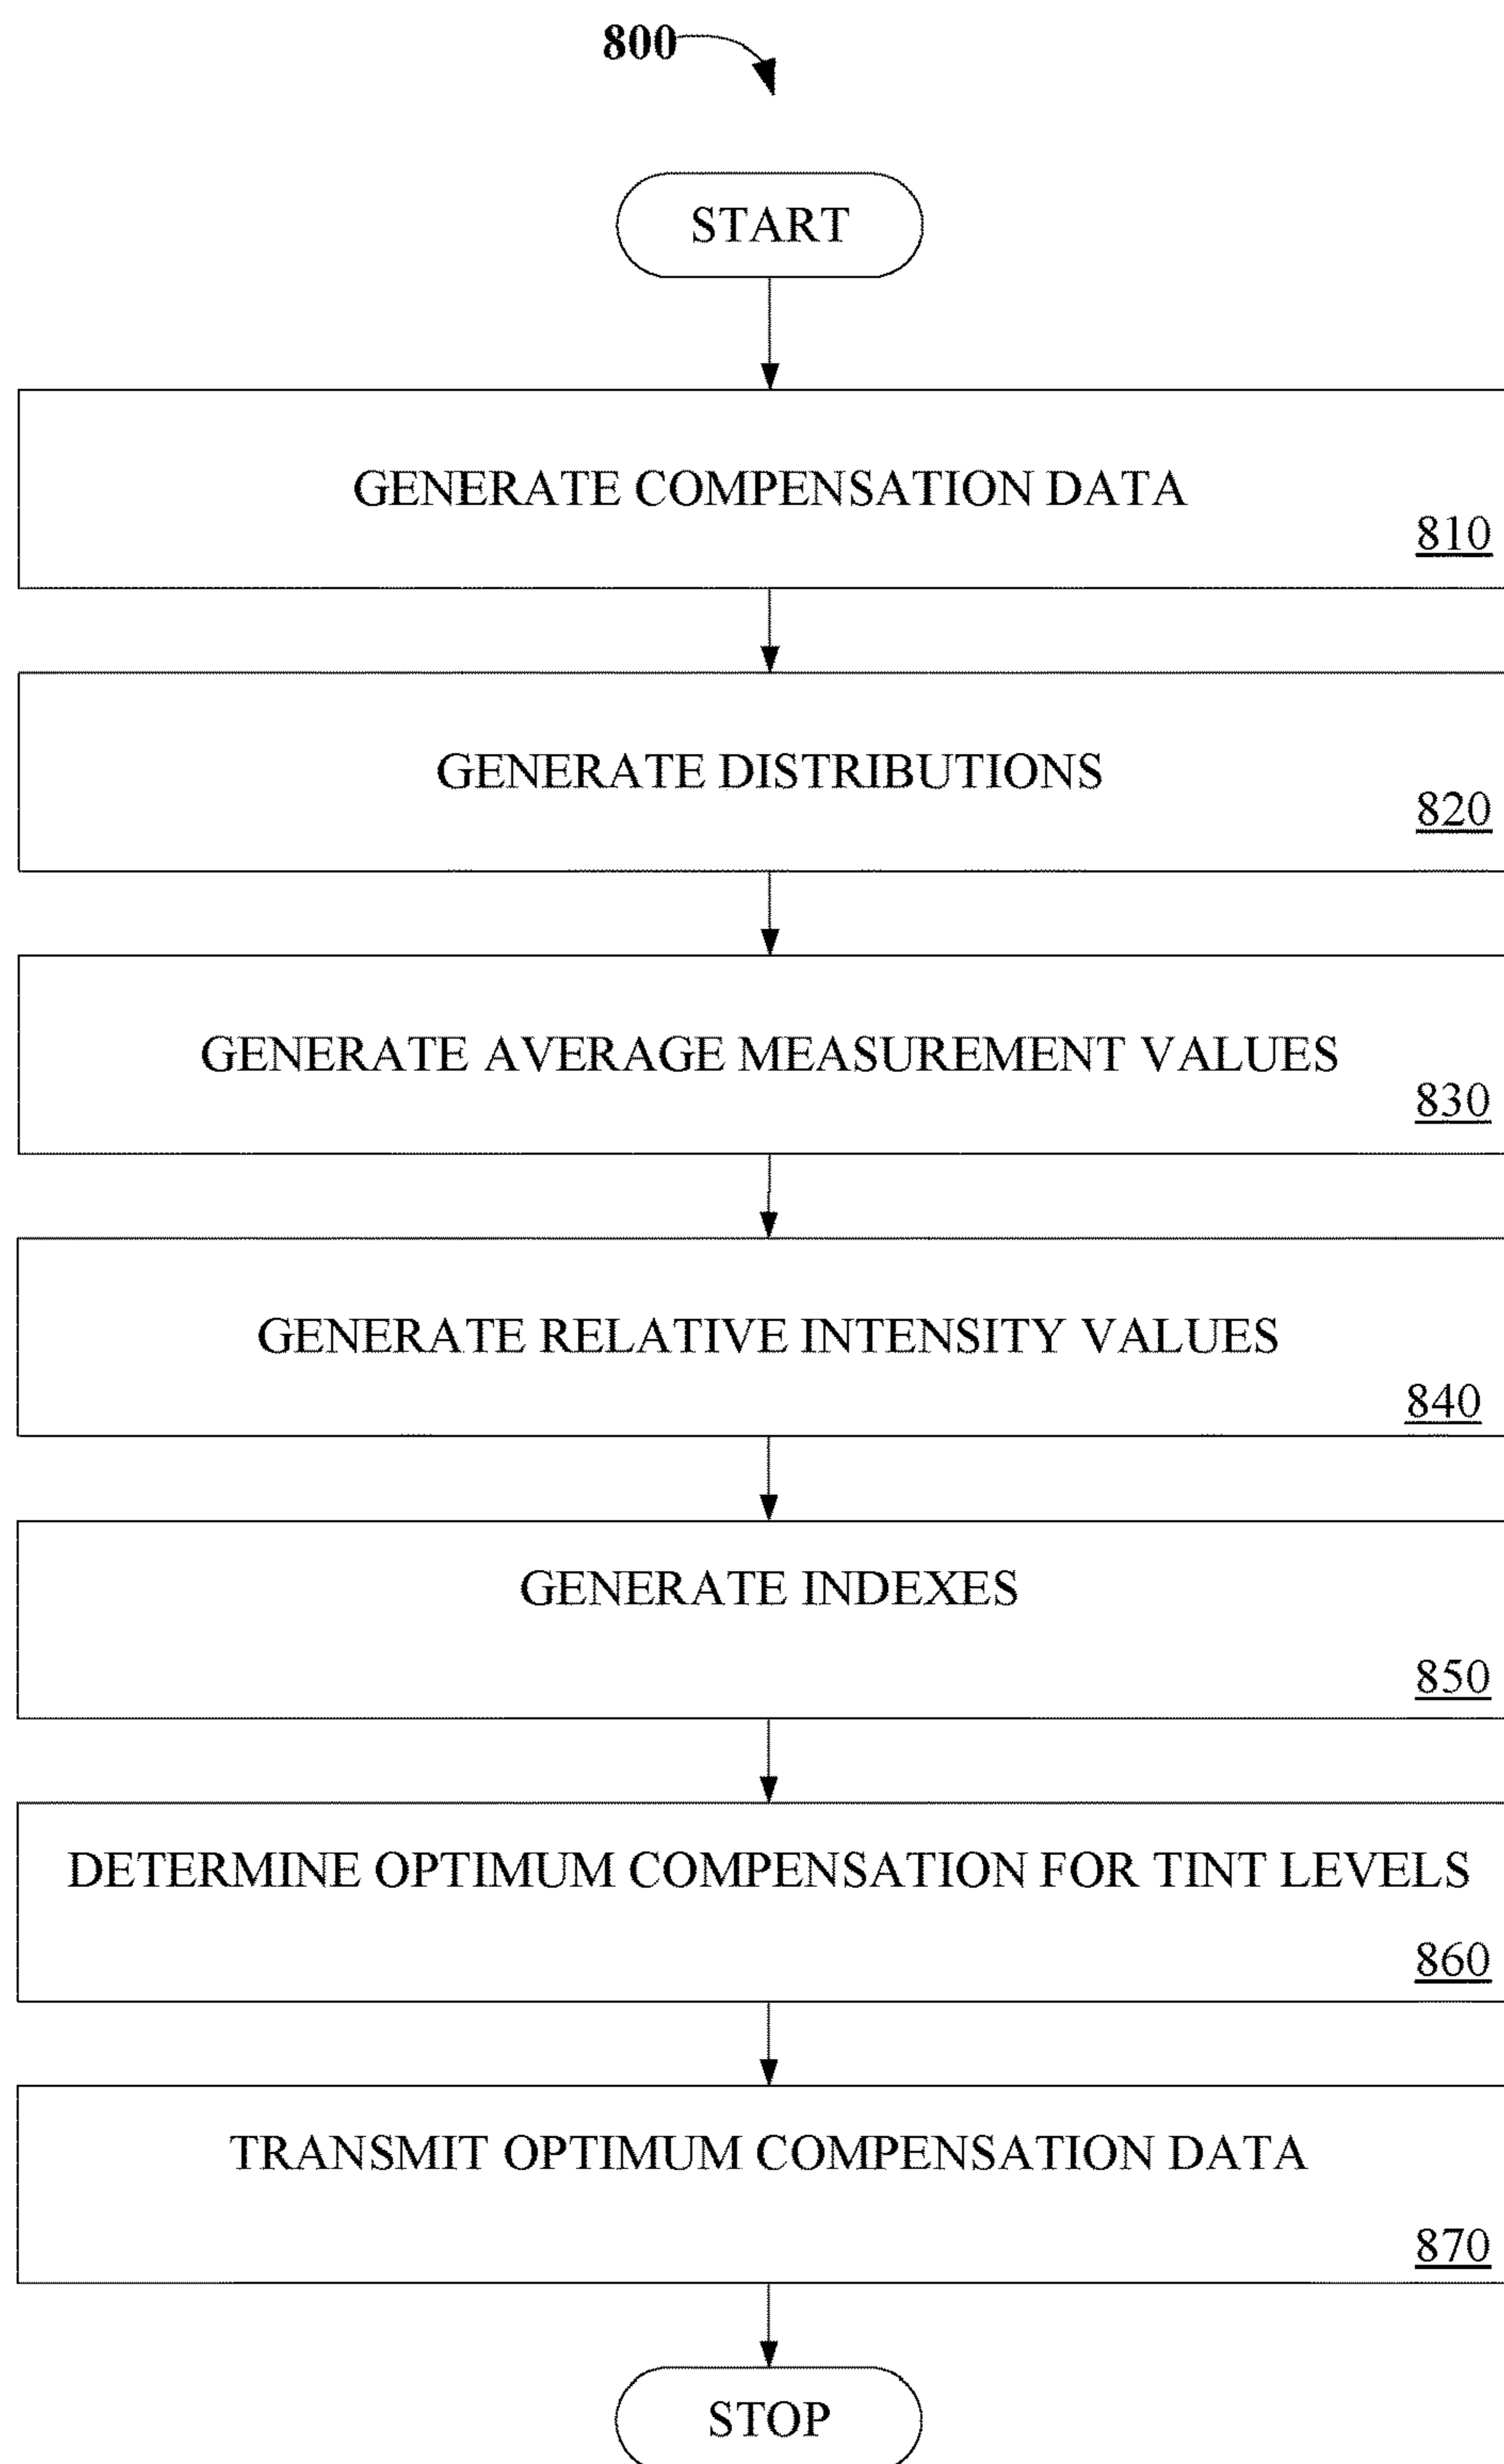 800
START
GENERATE COMPENSATION DATA
810
GENERATE DISTRIBUTIONS
820
GENERATE AVERAGE MEASUREMENT VALUES
830
GENERATE RELATIVE INTENSITY VALUES
840
GENERATE INDEXES
850
DETERMINE OPTIMUM COMPENSATION FOR TINT LEVELS
860
TRANSMIT OPTIMUM COMPENSATION DATA
870
STOP